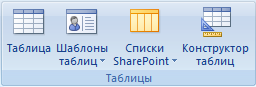 Таблица Шаблоны Списки Конструктор
таблиц SharePoint таблиц
Таблицы